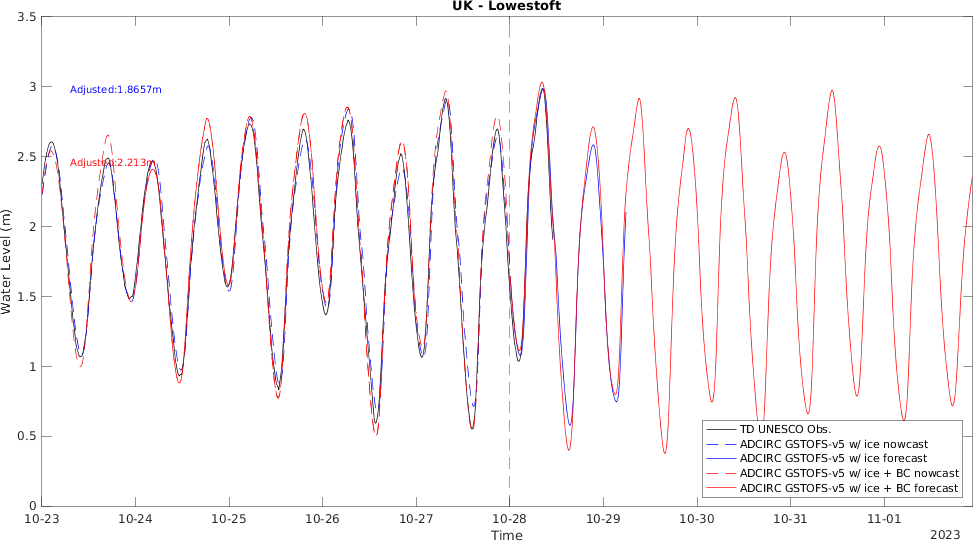 UK - Lowestoft
3.5
3
2.5
2
1.5
1
0.5
0
Water Level (m)
Adjusted:1.8657m
Adjusted:2.213m
TD UNESCO Obs.
ADCIRC GSTOFS-v5 w/ ice nowcast
ADCIRC GSTOFS-v5 w/ ice forecast
ADCIRC GSTOFS-v5 w/ ice + BC nowcast
ADCIRC GSTOFS-v5 w/ ice + BC forecast
10-23 10-24 10-25 10-26 10-27 10-28 10-29 10-30 10-31 11-01
Time
2023